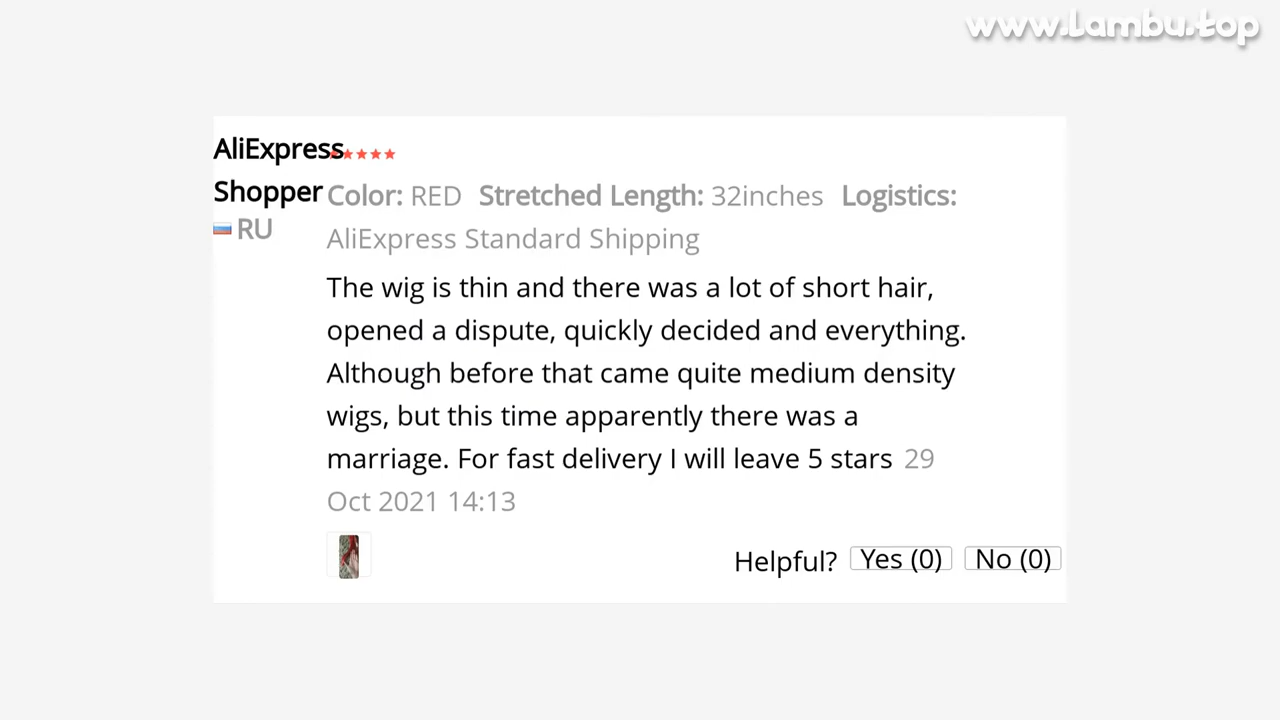 www.Lambu.top
AliExpress
Shopper
RU
Color: RED Stretched Length: 32inches Logistics:
AliExpress Standard Shipping
The wig is thin and there was a lot of short hair,
opened a dispute, quickly decided and everything.
Although before that came quite medium density
wigs, but this time apparently there was a
marriage. For fast delivery I will leave 5 stars 29
Oct 2021 14:13
Helpful? Yes (0) No (0)